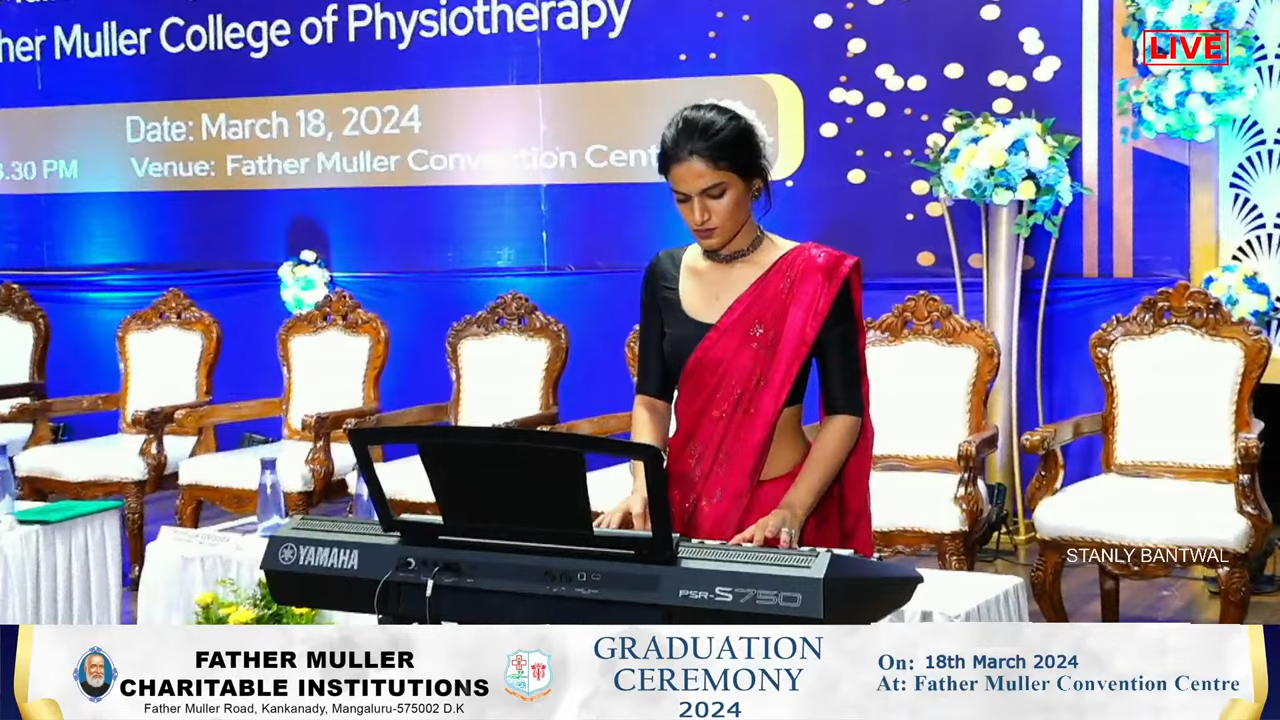 her Muller College of Physiotherapy
LIVE
Date: March 18, 2024
.30 PM
Venue: Father Muller Convention Cent
YAMAHA
PSR-S750
STANLY BANTWAL
FATHER MULLER
CHARITABLE INSTITUTIONS
Father Muller Road, Kankanady, Mangaluru-575002 D.K
GRADUATION
CEREMONY
2024
On: 18th March 2024
At: Father Muller Convention Centre